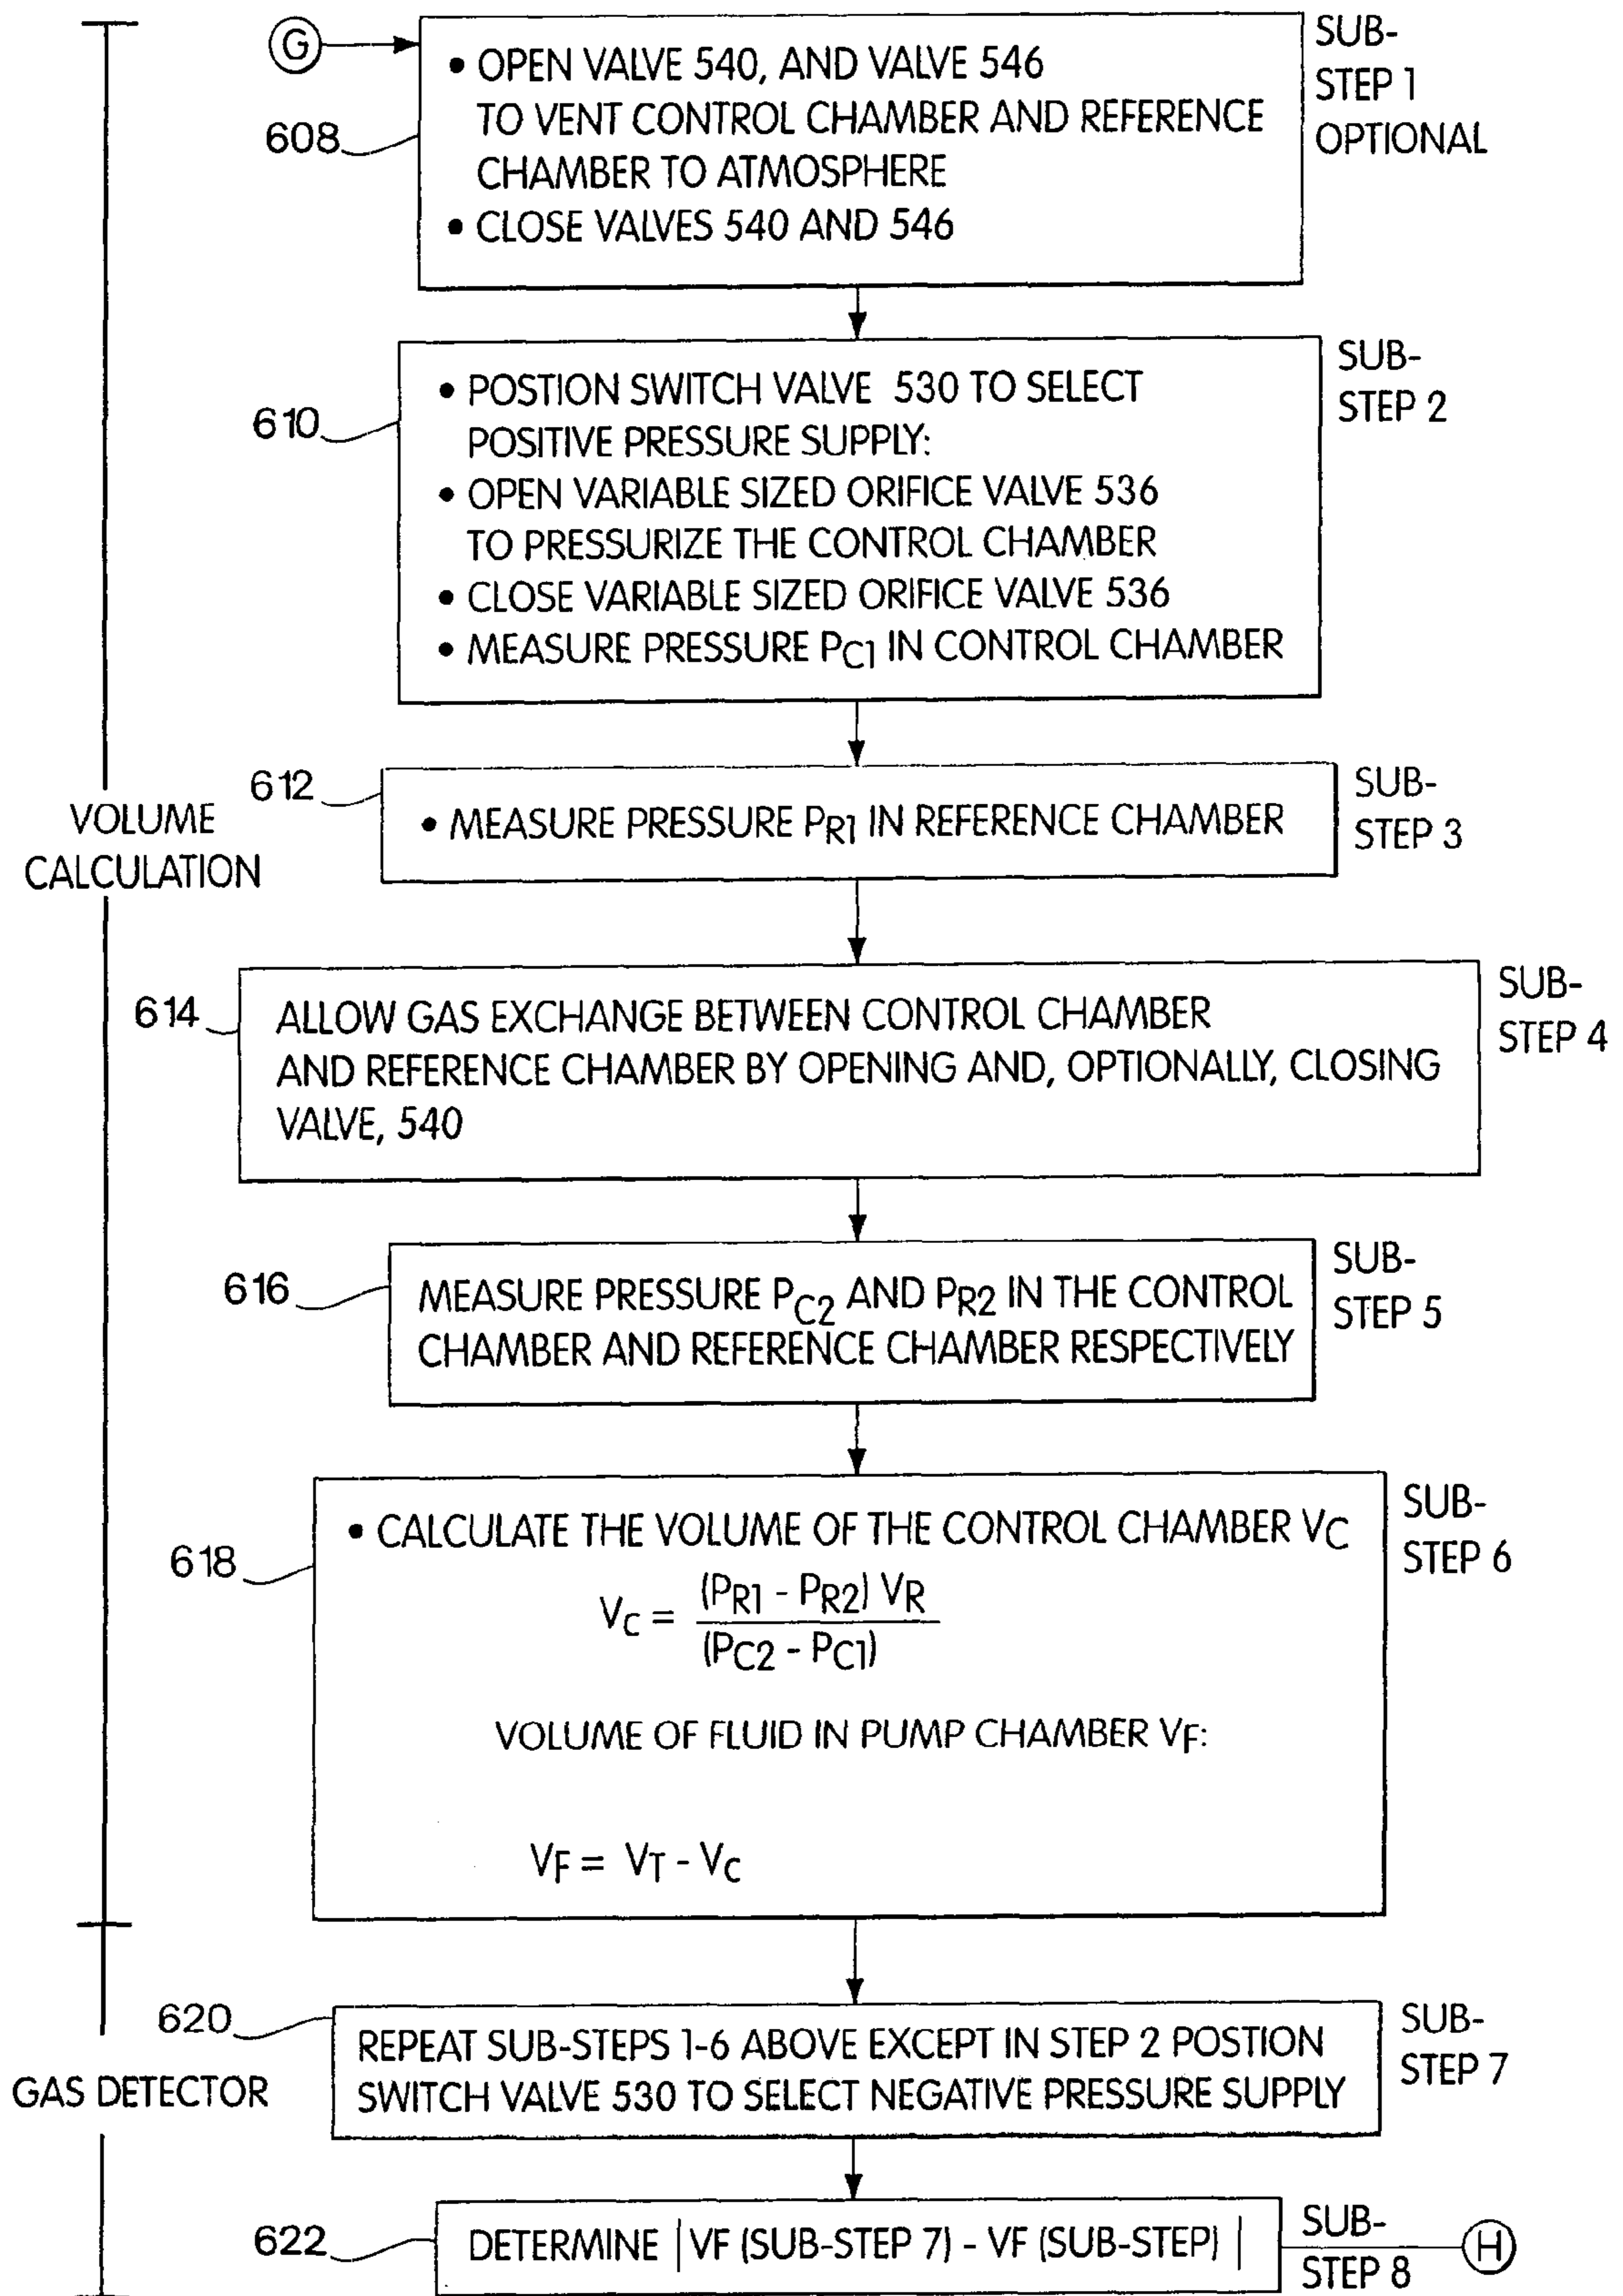 G
608
• OPEN VALVE 540, AND VALVE 546
TO VENT CONTROL CHAMBER AND REFERENCE
CHAMBER TO ATMOSPHERE
• CLOSE VALVES 540 AND 546
SUB-
STEP 1
OPTIONAL
610
• POSTION SWITCH VALVE 530 TO SELECT
POSITIVE PRESSURE SUPPLY:
• OPEN VARIABLE SIZED ORIFICE VALVE 536
TO PRESSURIZE THE CONTROL CHAMBER
• CLOSE VARIABLE SIZED ORIFICE VALVE 536
• MEASURE PRESSURE PC1 IN CONTROL CHAMBER
SUB-
STEP 2
VOLUME
CALCULATION
612
• MEASURE PRESSURE PR1 IN REFERENCE CHAMBER
SUB-
STEP 3
614
ALLOW GAS EXCHANGE BETWEEN CONTROL CHAMBER
AND REFERENCE CHAMBER BY OPENING AND, OPTIONALLY, CLOSING
VALVE, 540
SUB-
STEP 4
616
MEASURE PRESSURE PC2 AND PR2 IN THE CONTROL
CHAMBER AND REFERENCE CHAMBER RESPECTIVELY
SUB-
STEP 5
618
• CALCULATE THE VOLUME OF THE CONTROL CHAMBER VC
VC = (PR1 - PR2) VR
(PC2 - PC1)
VOLUME OF FLUID IN PUMP CHAMBER VF:
VF = VT - VC
SUB-
STEP 6
GAS DETECTOR
620
REPEAT SUB-STEPS 1-6 ABOVE EXCEPT IN STEP 2 POSTION
SWITCH VALVE 530 TO SELECT NEGATIVE PRESSURE SUPPLY
SUB-
STEP 7
622
DETERMINE | VF (SUB-STEP 7) - VF (SUB-STEP) |
SUB-
STEP 8
H